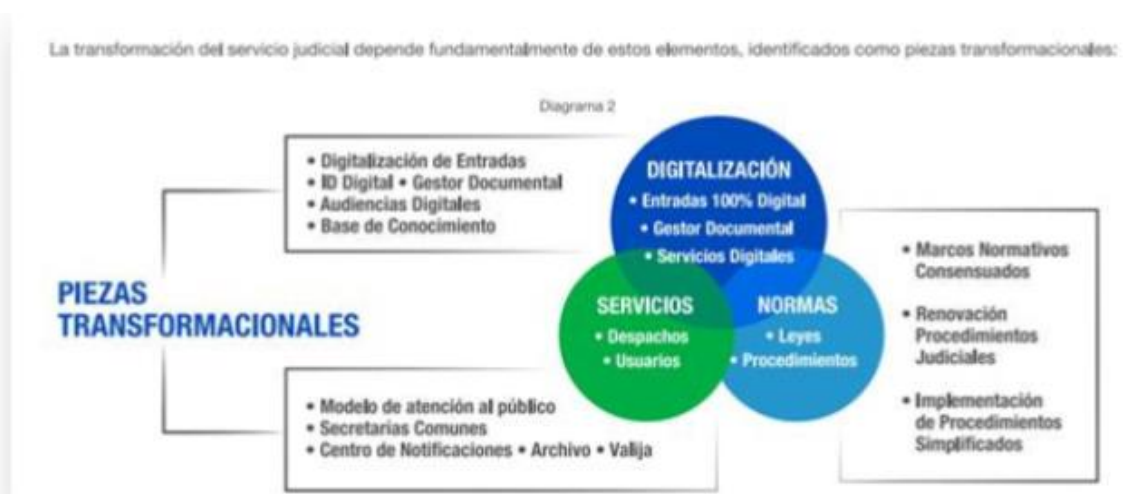 La transformación del servicio judicial depende fundamentalmente de estos elementos, identificados como piezas transformacionales:
Diagrama 2
• Digitalización de Entradas
• ID Digital • Gestor Documental
• Audiencias Digitales
• Base de Conocimiento
DIGITALIZACIÓN
• Entradas 100% Digital
• Gestor Documental
• Servicios Digitales
PIEZAS
TRANSFORMACIONALES
SERVICIOS
• Despachos
• Usuarios
NORMAS
• Leyes
• Procedimientos
• Marcos Normativos
Consensuados
• Renovación
Procedimientos
Judiciales
• Implementación
de Procedimientos
Simplificados
• Modelo de atención al público
• Secretarias Comunes
• Centro de Notificaciones • Archivo • Valija